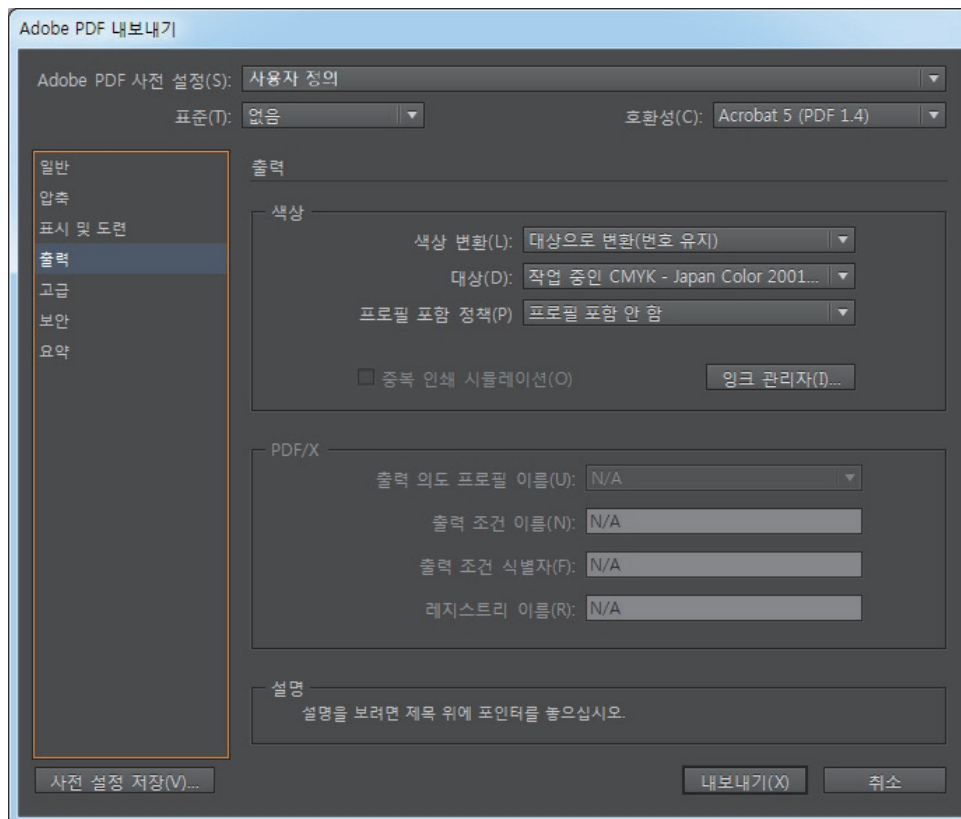 Adobe PDF 내보내기
Adobe PDF 사전 설정(S): 사용자 정의
표준(T): 없음 호환성(C): Acrobat 5 (PDF 1.4)
일반
압축
표시 및 도련
출력
고급
보안
요약
출력
색상
색상 변환(L): 대상으로 변환(번호 유지)
대상(D): 작업 중인 CMYK - Japan Color 2001...
프로필 포함 정책(P) 프로필 포함 안 함
중복 인쇄 시뮬레이션(O) 잉크 관리자(I)...
PDF/X
출력 의도 프로필 이름(U): N/A
출력 조건 이름(N): N/A
출력 조건 식별자(F): N/A
레지스트리 이름(R): N/A
설명
설명을 보려면 제목 위에 포인터를 놓으십시오.
사전 설정 저장(V)... 내보내기(X) 취소